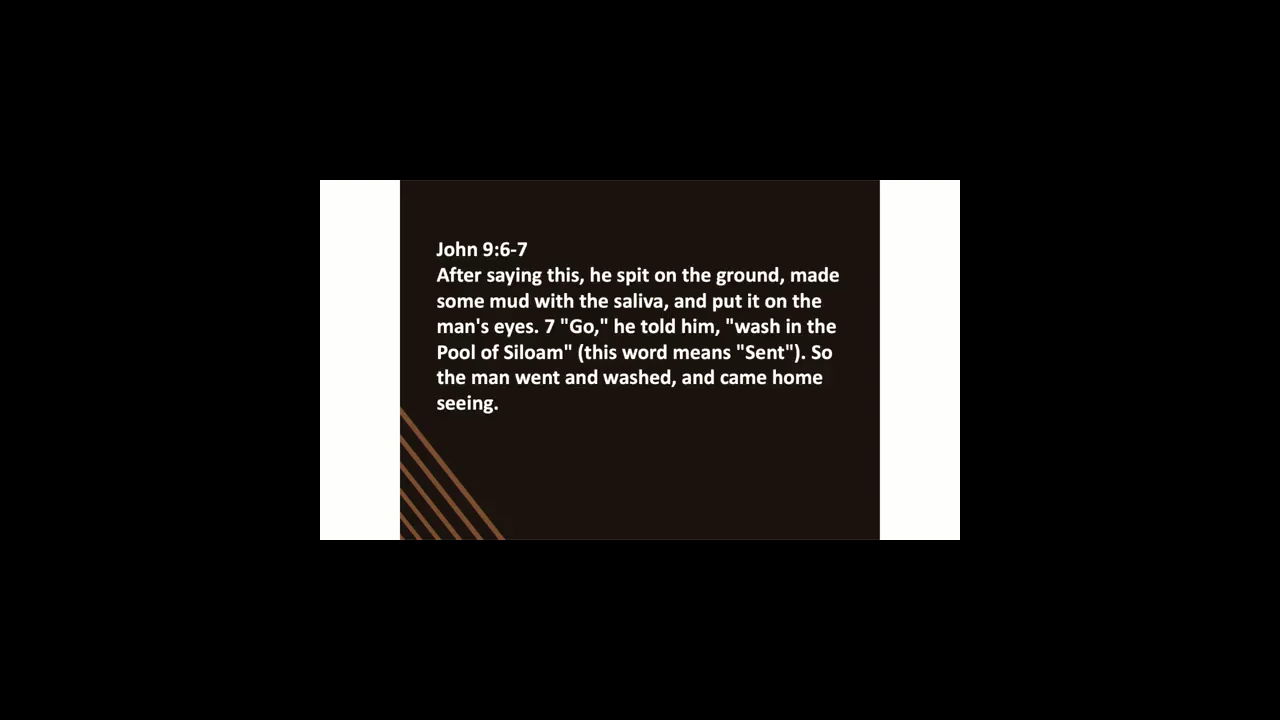 John 9:6-7
After saying this, he spit on the ground, made
some mud with the saliva, and put it on the
man's eyes. 7 "Go," he told him, "wash in the
Pool of Siloam" (this word means "Sent"). So
the man went and washed, and came home
seeing.